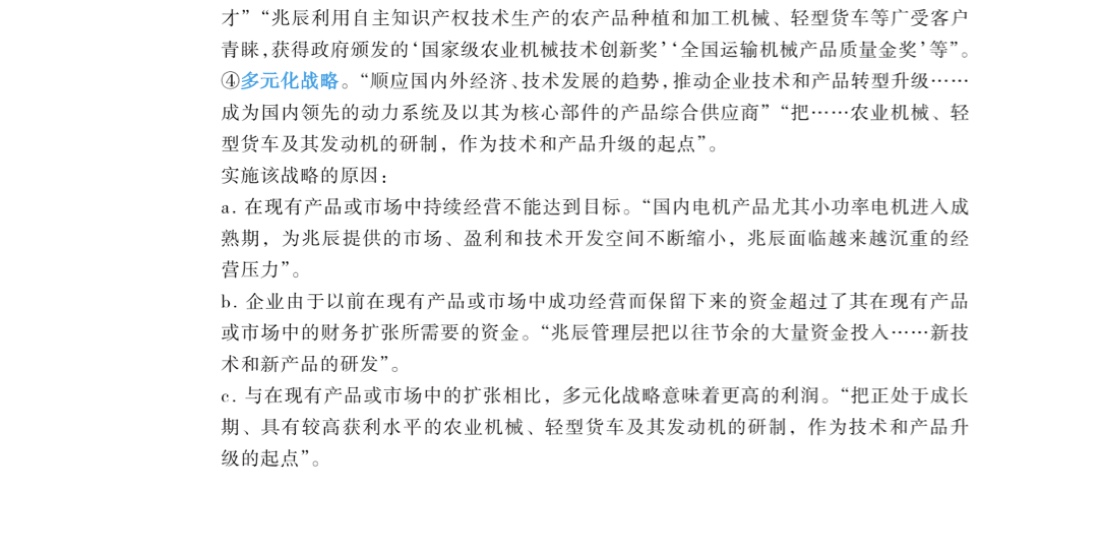 才”“兆辰利用自主知识产权技术生产的农产品种植和加工机械、轻型货车等广受客户
青睐,获得政府颁发的‘国家级农业机械技术创新奖’‘全国运输机械产品质量金奖’等”。
④多元化战略。“顺应国内外经济、技术发展的趋势,推动企业技术和产品转型升级……
成为国内领先的动力系统及以其为核心部件的产品综合供应商”“把……农业机械、轻
型货车及其发动机的研制，作为技术和产品升级的起点”。
实施该战略的原因：
a. 在现有产品或市场中持续经营不能达到目标。“国内电机产品尤其小功率电机进入成
熟期，为兆辰提供的市场、盈利和技术开发空间不断缩小，兆辰面临越来越沉重的经
营压力”。
b. 企业由于以前在现有产品或市场中成功经营而保留下来的资金超过了其在现有产品
或市场中的财务扩张所需要的资金。“兆辰管理层把以往节余的大量资金投入……新技
术和新产品的研发”。
c. 与在现有产品或市场中的扩张相比，多元化战略意味着更高的利润。“把正处于成长
期、具有较高获利水平的农业机械、轻型货车及其发动机的研制，作为技术和产品升
级的起点”。